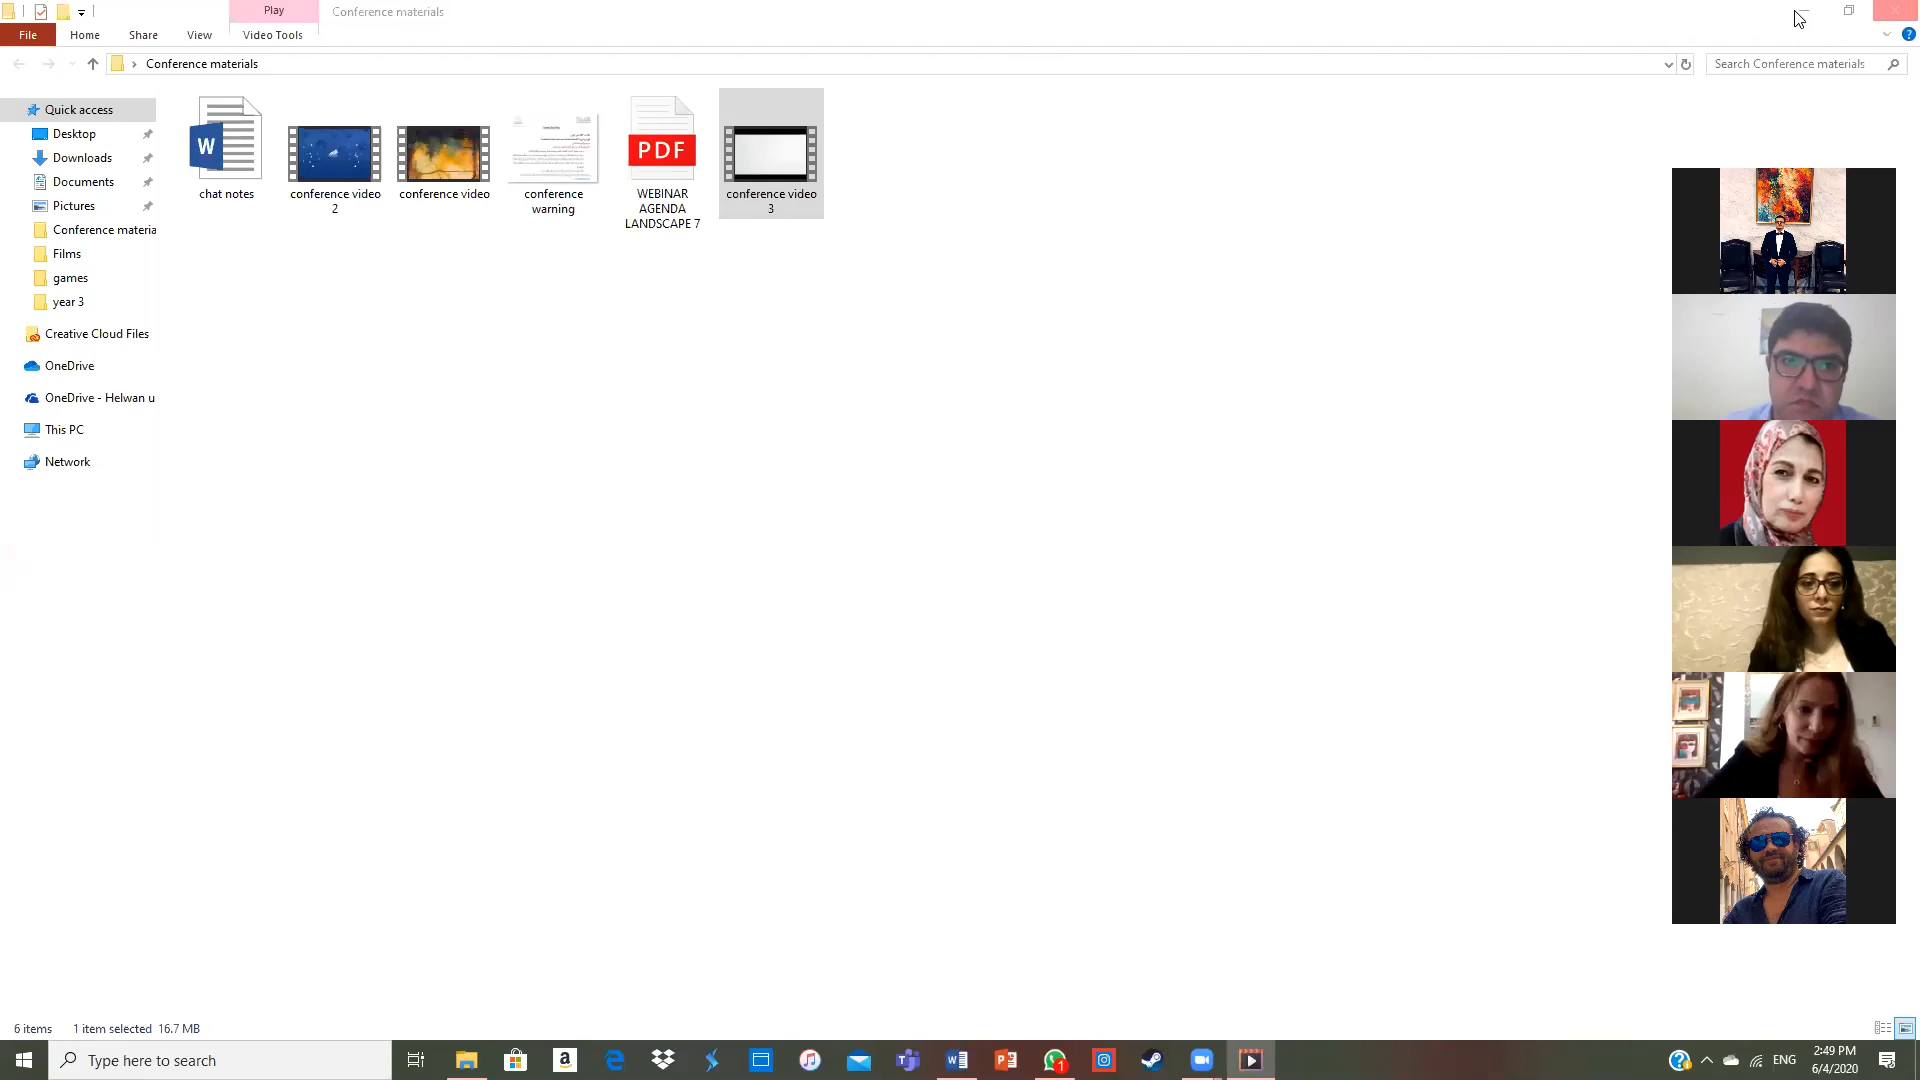 Play
Conference materials
File
Home
Share
View
Video Tools
Conference materials
Search Conference materials
Quick access
Desktop
Downloads
Documents
Pictures
Conference materia
Films
games
year 3
Creative Cloud Files
OneDrive
OneDrive - Helwan u
This PC
Network
W
chat notes
conference video
2
conference video
conference
warning
PDF
WEBINAR
AGENDA
LANDSCAPE 7
conference video
3
6 items
1 item selected 16.7 MB
Type here to search
1
ENG
2:49 PM
6/4/2020